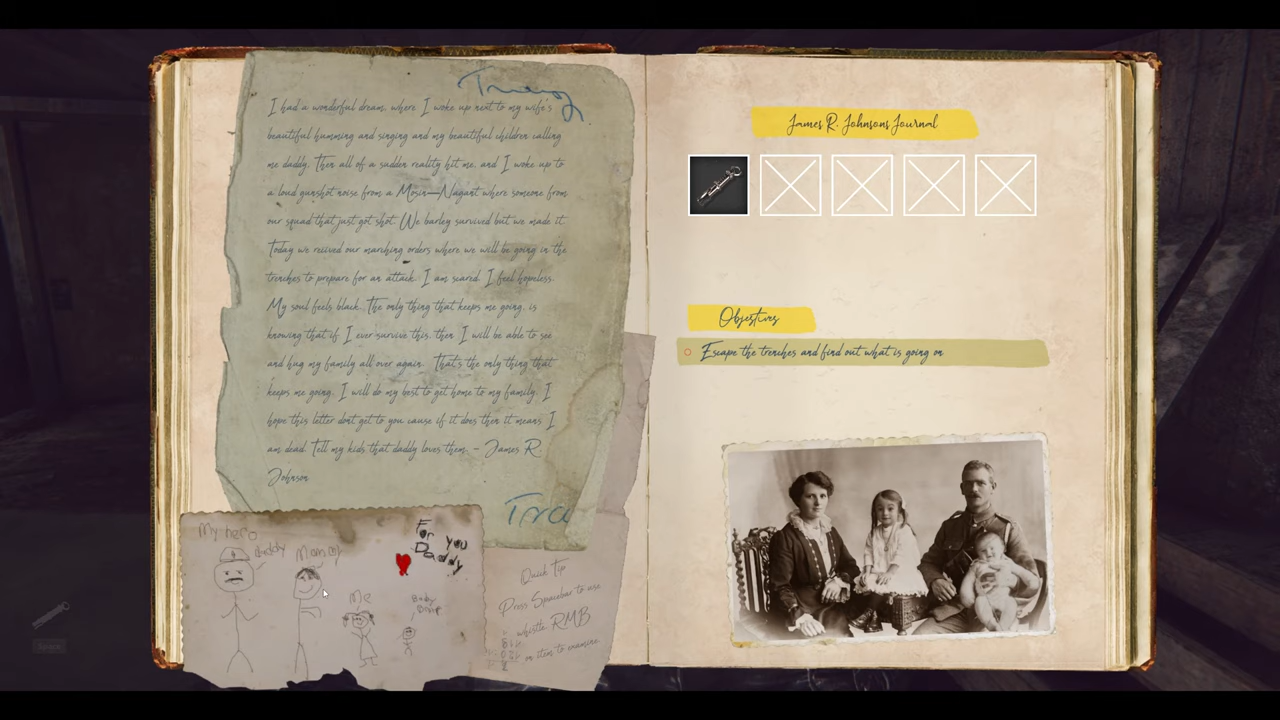 I had a wonderful dream, where I woke up next to my wife's
beautiful humming and singing and my beautiful children calling
me daddy. Then all of a sudden reality hit me, and I woke up to
a loud gunshot noise from a Mosin—Nagant where someone from
our squad that just got shot. We barley survived but we made it.
Today we reiived our marching orders where we will be going in the
trenches to prepare for an attack. I am scared. I feel hopeless.
My soul feels black. The only thing that keeps me going, is
knowing that if I ever survive this, then I will be able to see
and hug my family all over again. That's the only thing that
keeps me going. I will do my best to get home to my family. I
hope this letter dont get to you cause if it does then it means I
am dead. Tell my kids that daddy loves them. - James R.
Johnson
My hero
daddy
Mom
Me
For you
Daddy
Quick Tip
Press Spacebar to use
whistle. RMB
on item to examine.
James R. Johnsons Journal
Objectives
Escape the trenches and find out what is going on